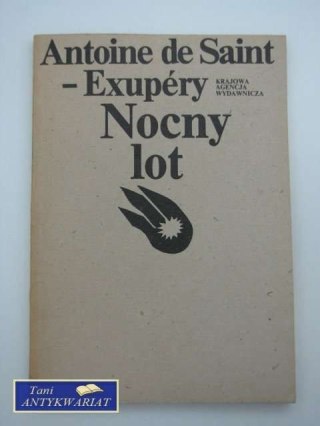 Antoine de Saint
– Exupéry
KRAJOWA
AGENCJA
WYDAWNICZA
Nocny
lot
Tani
ANTYKWARIAT